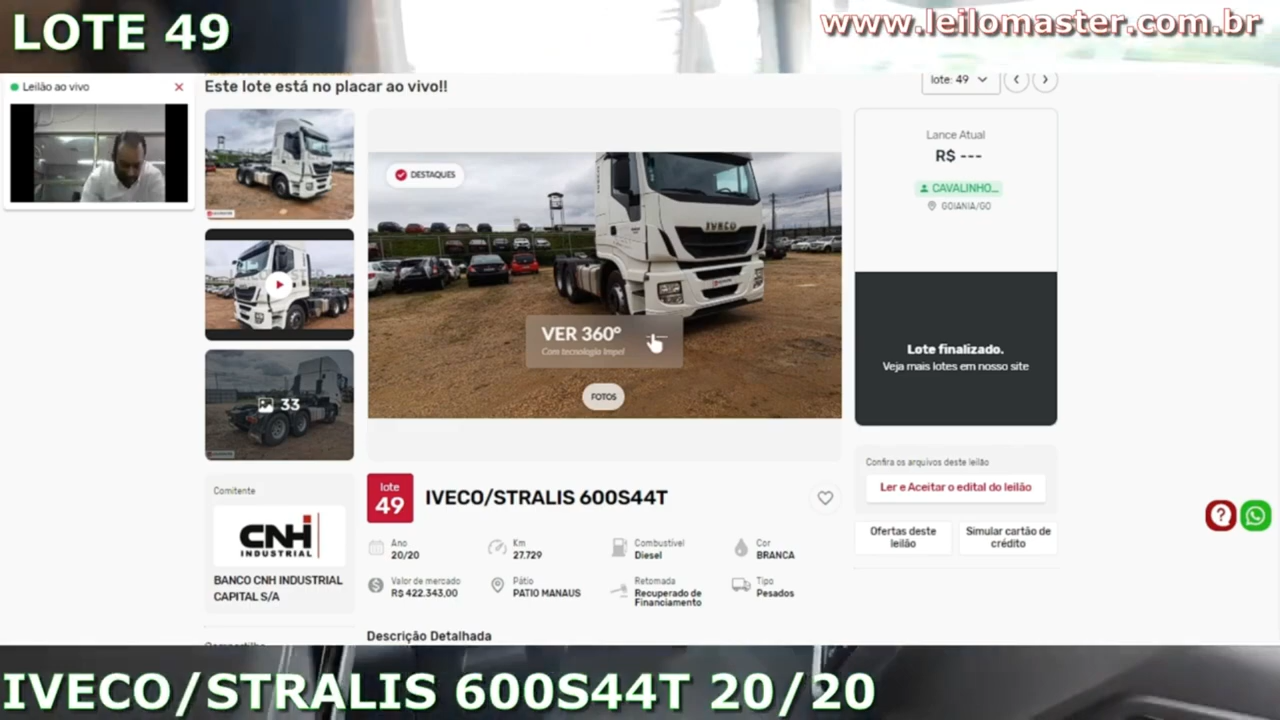 LOTE 49
www.leilomaster.com.br
Leilão ao vivo
Este lote está no placar ao vivo!!
lote: 49
DESTAQUES
IVECO
VER 360º
Com tecnologia Impel
FOTOS
33
Lance Atual
R$ ---
CAVALINHO...
GOIANIA/GO
Lote finalizado.
Veja mais lotes em nosso site
Confira os arquivos deste leilão
Ler e Aceitar o edital do leilão
Ofertas deste
leilão
Simular cartão de
crédito
Comitente
CNH
INDUSTRIAL
BANCO CNH INDUSTRIAL
CAPITAL S/A
lote
49
IVECO/STRALIS 600S44T
Ano
20/20
Km
27.729
Combustível
Diesel
Cor
BRANCA
Valor de mercado
R$ 422.343,00
Pátio
PATIO MANAUS
Retomada
Recuperado de
Financiamento
Tipo
Pesados
Descrição Detalhada
IVECO/STRALIS 600S44T 20/20